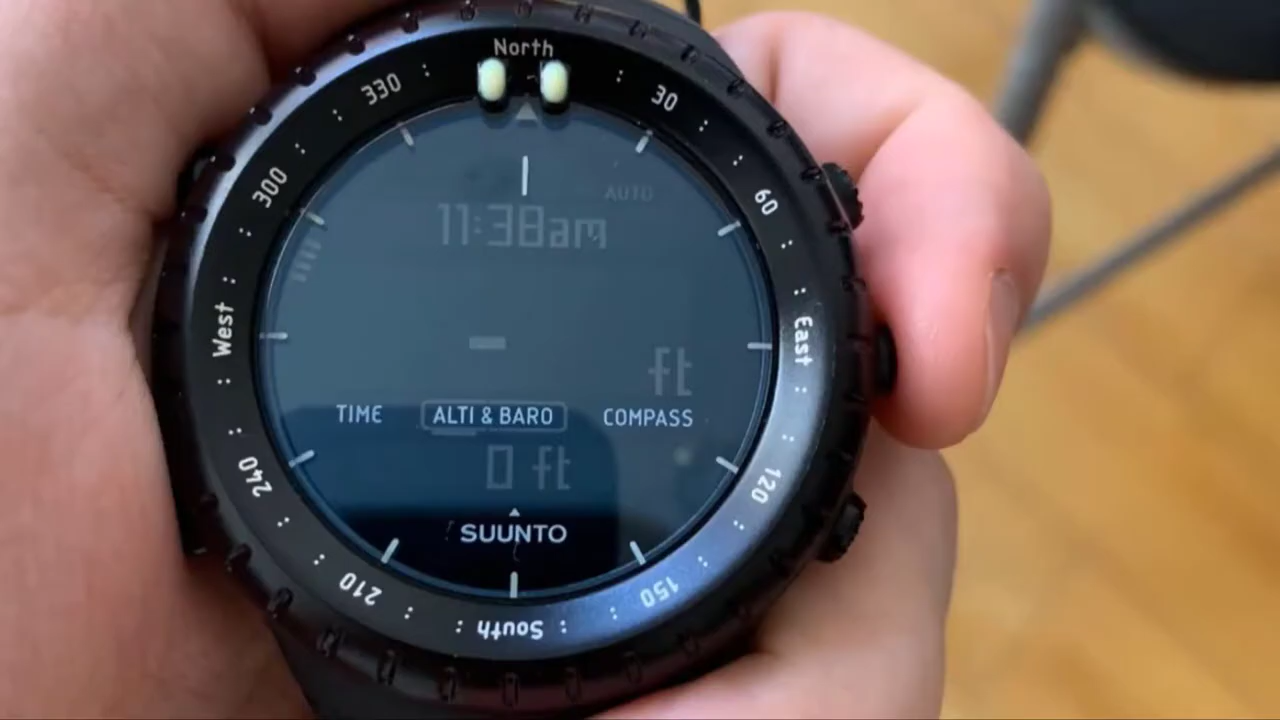 North
30
60
East
120
150
South
210
240
West
300
330
AUTO
11:38am
-
ft
TIME ALTI & BARO COMPASS
0 ft
SUUNTO